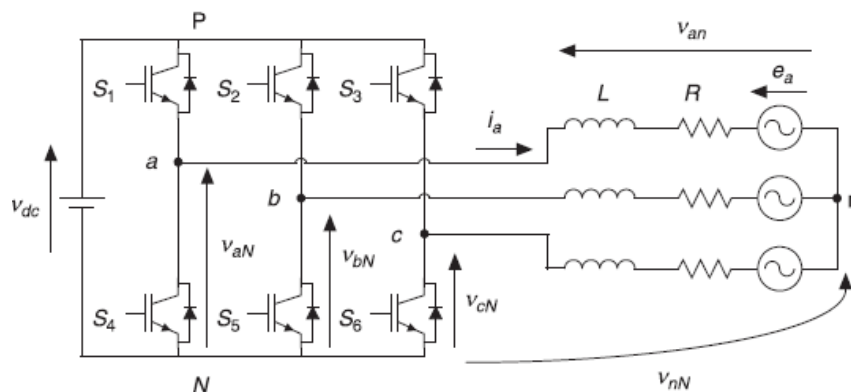 P
v_an
e_a
S_1
S_2
S_3
L
R
i_a
a
v_dc
b
n
v_aN
v_bN
c
v_cN
S_4
S_5
S_6
N
v_nN